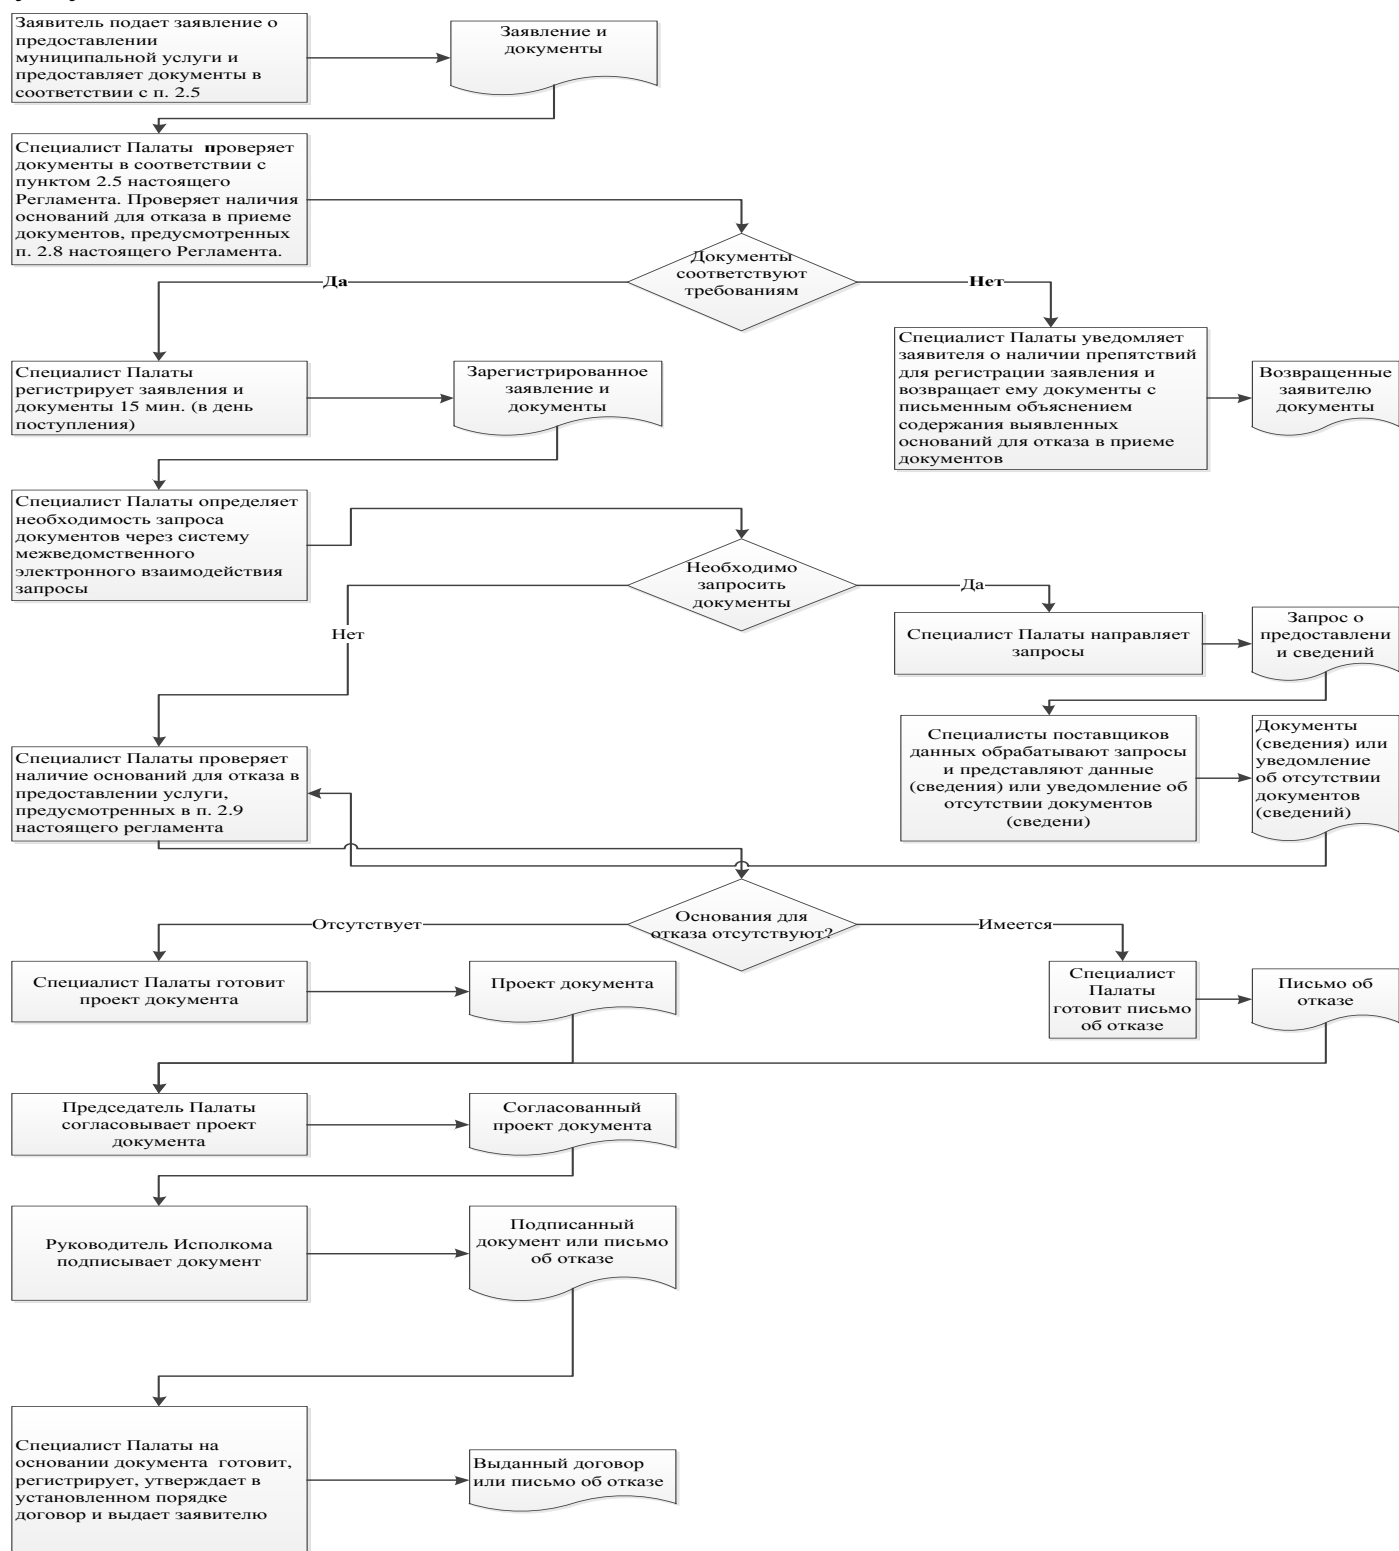 Заявитель подает заявление о
предоставлении
муниципальной услуги и
предоставляет документы в
соответствии с п. 2.5
Заявление и
документы
Специалист Палаты проверяет
документы в соответствии с
пунктом 2.5 настоящего
Регламента. Проверяет наличия
оснований для отказа в приеме
документов, предусмотренных
п. 2.8 настоящего Регламента.
Документы
соответствуют
требованиям
Да
Нет
Специалист Палаты
регистрирует заявления и
документы 15 мин. (в день
поступления)
Зарегистрированное
заявление и
документы
Специалист Палаты уведомляет
заявителя о наличии препятствий
для регистрации заявления и
возвращает ему документы с
письменным объяснением
содержания выявленных
оснований для отказа в приеме
документов
Возвращенные
заявителю
документы
Специалист Палаты определяет
необходимость запроса
документов через систему
межведомственного
электронного взаимодействия
запросы
Необходимо
запросить
документы
Да
Нет
Специалист Палаты направляет
запросы
Запрос о
предоставлени
и сведений
Специалисты поставщиков
данных обрабатывают запросы
и представляют данные
(сведения) или уведомление об
отсутствии документов
(сведени)
Документы
(сведения) или
уведомление
об отсутствии
документов
(сведений)
Специалист Палаты проверяет
наличие оснований для отказа в
предоставлении услуги,
предусмотренных в п. 2.9
настоящего регламента
Основания для
отказа отсутствуют?
Отсутствует
Имеется
Специалист Палаты готовит
проект документа
Проект документа
Специалист
Палаты
готовит письмо
об отказе
Письмо об
отказе
Председатель Палаты
согласовывает проект
документа
Согласованный
проект документа
Руководитель Исполкома
подписывает документ
Подписанный
документ или письмо
об отказе
Специалист Палаты на
основании документа готовит,
регистрирует, утверждает в
установленном порядке
договор и выдает заявителю
Выданный договор
или письмо об отказе